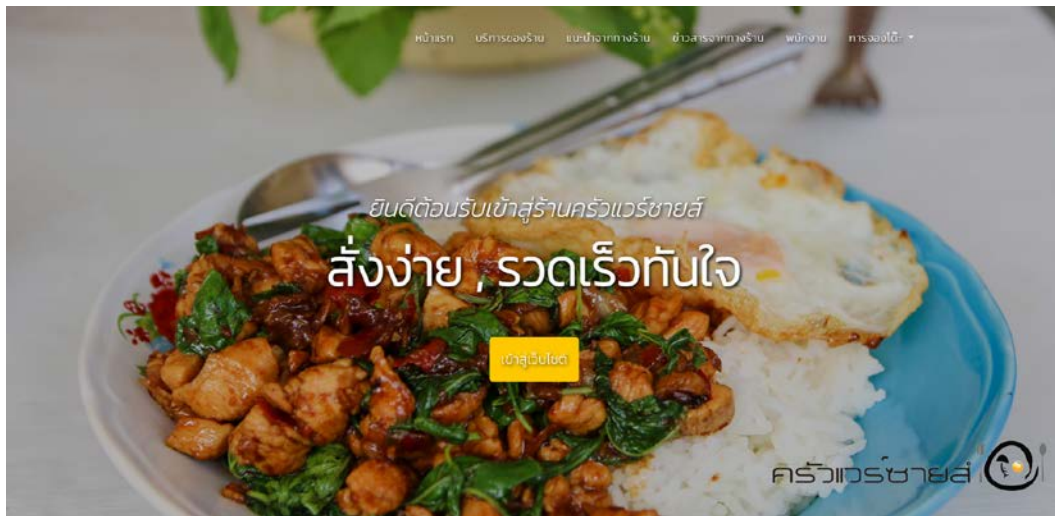 หน้าแรก บริการของร้าน แนะนำจากทางร้าน ข่าวสารจากทางร้าน พนักงาน การจองโต๊ะ
ยินดีต้อนรับเข้าสู่ร้านครัวแวร์ซายส์
สั่งง่าย , รวดเร็วทันใจ
เข้าสู่เว็บไซต์
ครัวแวร์ซายส์